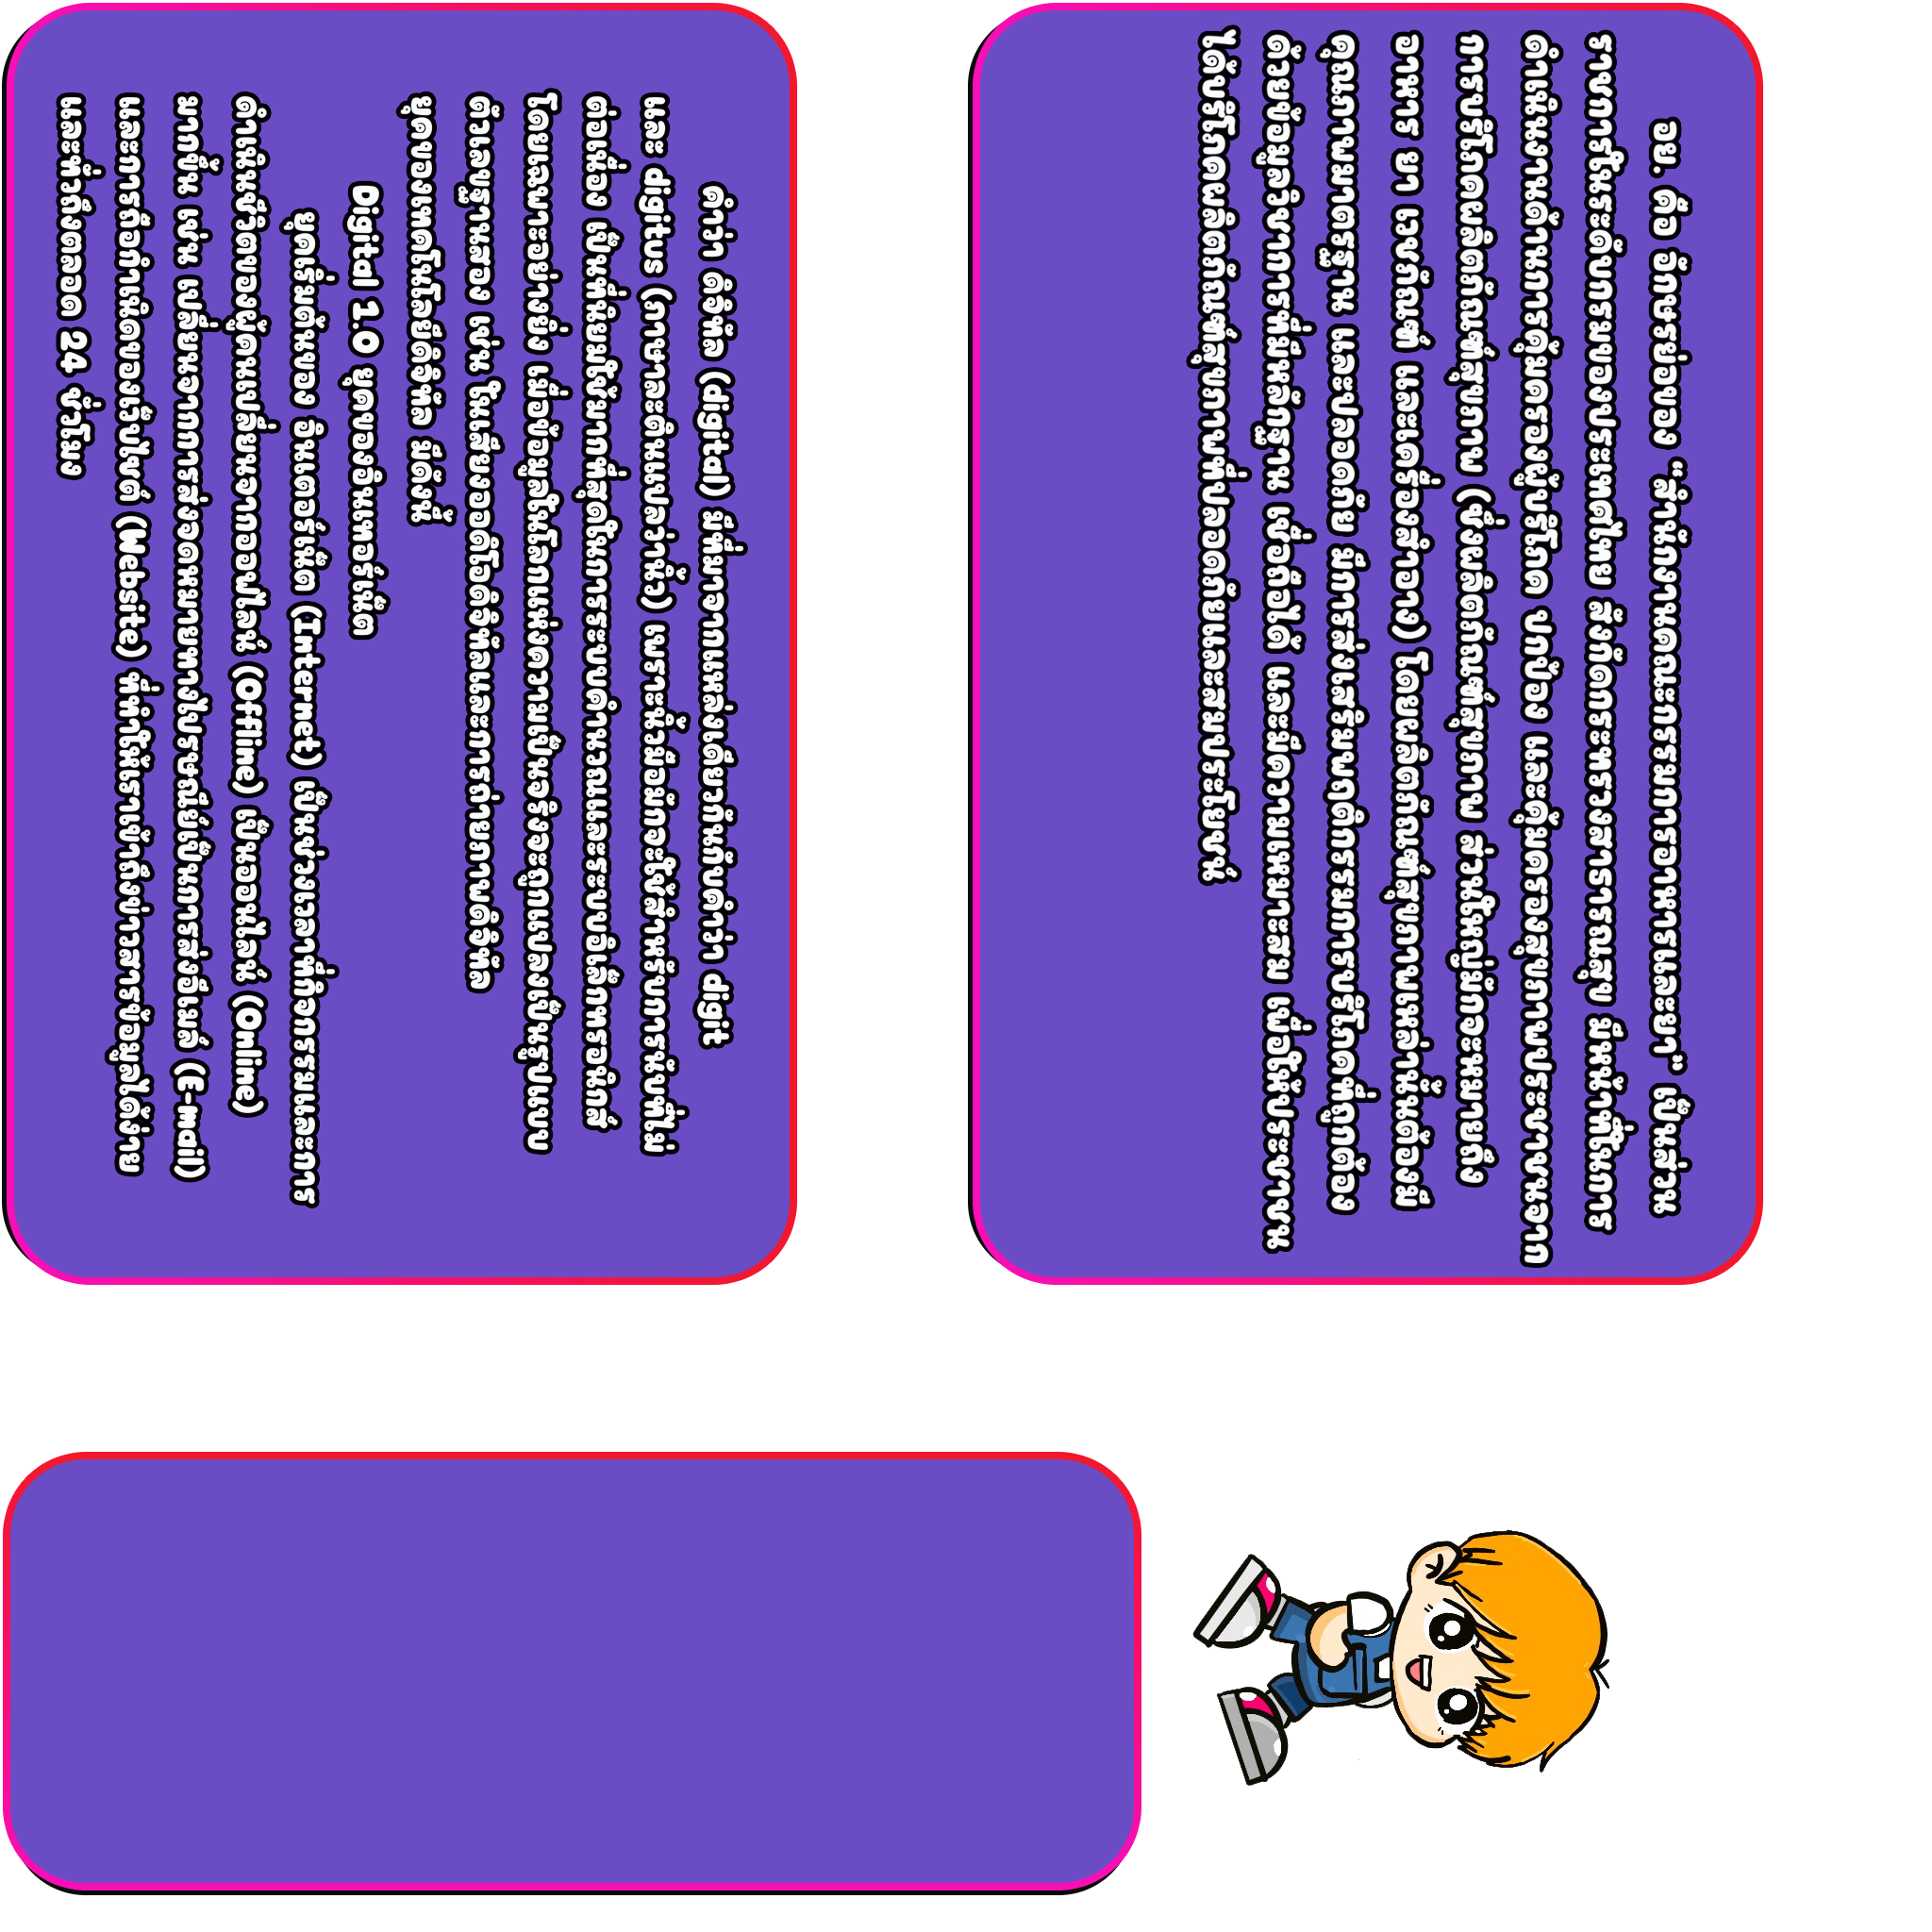 คำว่า ดิจิทัล (digital) มีที่มาจากแหล่งเดียวกันกับคำว่า digit
และ digitus (ภาษาละตินแปลว่านิ้ว) เพราะนิ้วมือมักจะใช้สำหรับการนับที่ไม่
ต่อเนื่อง เป็นที่นิยมใช้มากที่สุดในการระบบคำนวณและระบบอิเล็กทรอนิกส์
โดยเฉพาะอย่างยิ่ง เมื่อข้อมูลในโลกแห่งความเป็นจริงจะถูกแปลงเป็นรูปแบบ
ตัวเลขฐานสอง เช่น ในเสียงออดิโอดิจิทัลและการถ่ายภาพดิจิทัล
ยุคของเทคโนโลยีดิจิทัล มีดังนี้
Digital 1.0 ยุคของอินเทอร์เน็ต
ยุคเริ่มต้นของ อินเตอร์เน็ต (Internet) เป็นช่วงเวลาที่กิจกรรมและการ
ดำเนินชีวิตของผู้คนเปลี่ยนจากออฟไลน์ (Offline) เป็นออนไลน์ (Online)
มากขึ้น เช่น เปลี่ยนจากการส่งจดหมายทางไปรษณีย์เป็นการส่งอีเมล์ (E-mail)
และการก่อกำเนิดของเว็บไซต์ (Website) ที่ทำให้เราเข้าถึงข่าวสารข้อมูลได้ง่าย
และทั่วถึงตลอด 24 ชั่วโมง
อย. คือ อักษรย่อของ "สำนักงานคณะกรรมการอาหารและยา" เป็นส่วน
ราชการในระดับกรมของประเทศไทย สังกัดกระทรวงสาธารณสุข มีหน้าที่ในการ
ดำเนินงานด้านการคุ้มครองผู้บริโภค ปกป้อง และคุ้มครองสุขภาพประชาชนจาก
การบริโภคผลิตภัณฑ์สุขภาพ (ซึ่งผลิตภัณฑ์สุขภาพ ส่วนใหญ่มักจะหมายถึง
อาหาร ยา เวชภัณฑ์ และเครื่องสำอาง) โดยผลิตภัณฑ์สุขภาพเหล่านั้นต้องมี
คุณภาพมาตรฐาน และปลอดภัย มีการส่งเสริมพฤติกรรมการบริโภคที่ถูกต้อง
ด้วยข้อมูลวิชาการที่มีหลักฐาน เชื่อถือได้ และมีความเหมาะสม เพื่อให้ประชาชน
ได้บริโภคผลิตภัณฑ์สุขภาพที่ปลอดภัยและสมประโยชน์